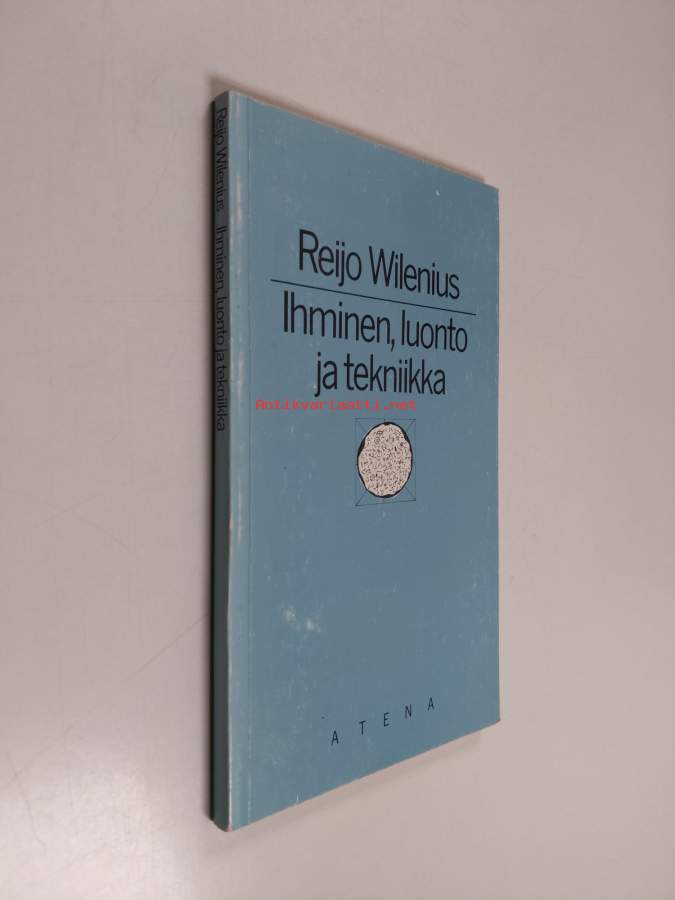 Reijo Wilenius Ihminen, luonto ja tekniikka
Reijo Wilenius
Ihminen, luonto
ja tekniikka
Antikvariaatti.net
ATENA